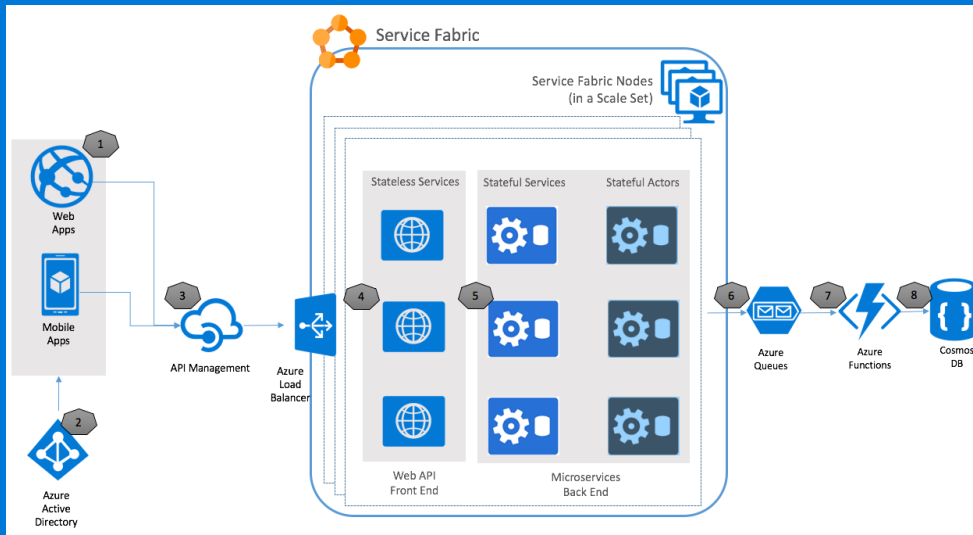 Service Fabric
Service Fabric Nodes
(in a Scale Set)
1
Web
Apps
Mobile
Apps
2
Azure
Active
Directory
3
API Management
Azure
Load
Balancer
4
Stateless Services
Web API
Front End
5
Stateful Services
Stateful Actors
Microservices
Back End
6
Azure
Queues
7
Azure
Functions
8
Cosmos
DB